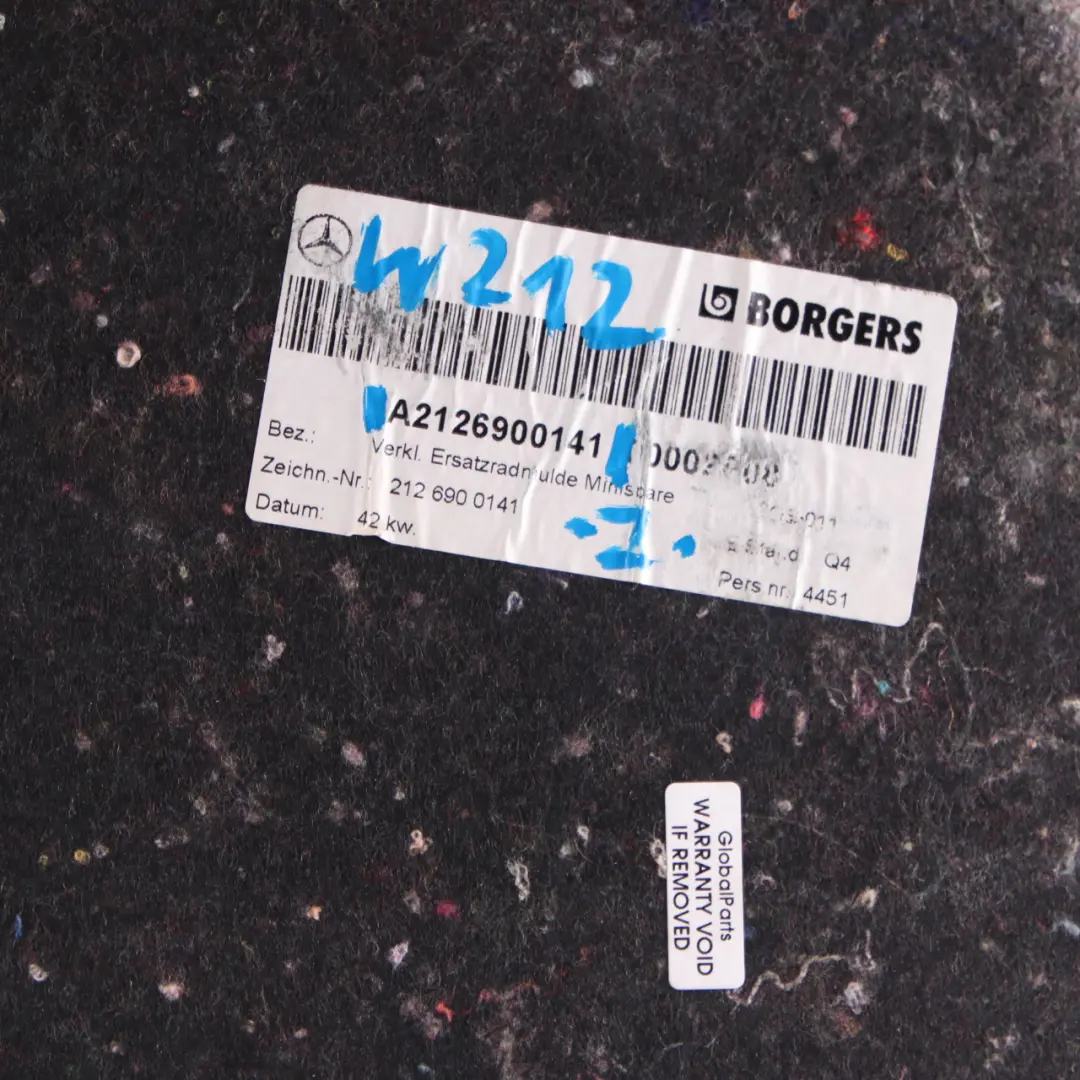 W212
BORGERS
A2126900141
Bez.: Verkl. Ersatzradmulde Minispare
Zeichn.-Nr.: 212 690 0141
Datum: 42 kw.
Q4
Pers nr. 4451
GlobalParts
WARRANTY VOID
IF REMOVED